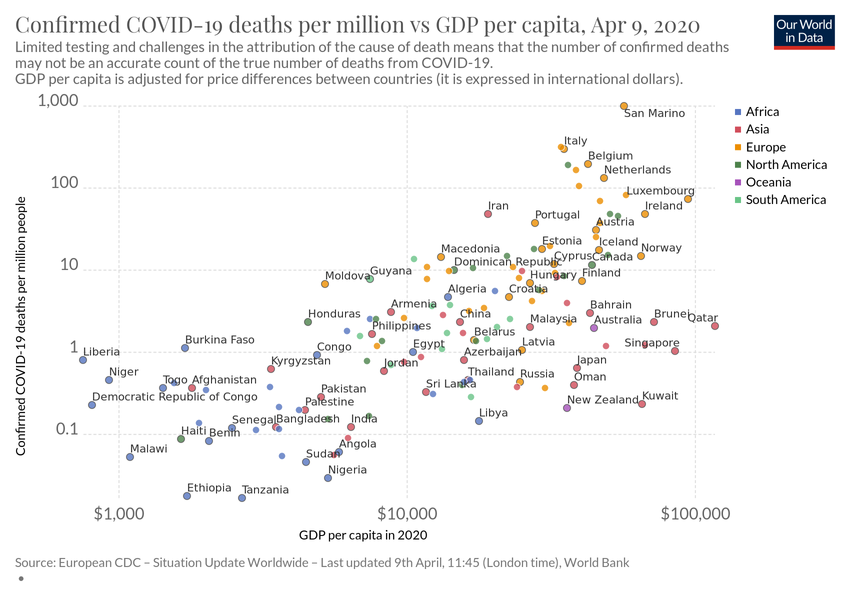 Confirmed COVID-19 deaths per million vs GDP per capita, Apr 9, 2020
Our World
in Data
Limited testing and challenges in the attribution of the cause of death means that the number of confirmed deaths
may not be an accurate count of the true number of deaths from COVID-19.
GDP per capita is adjusted for price differences between countries (it is expressed in international dollars).
1,000
100
10
1
0.1
Confirmed COVID-19 deaths per million people
San Marino
Italy
Belgium
Netherlands
Luxembourg
Ireland
Iran
Portugal
Austria
Estonia
Iceland
Norway
Macedonia
Cyprus
Canada
Dominican Republic
Moldova
Guyana
Hungary
Finland
Algeria
Croatia
Honduras
Armenia
China
Malaysia
Bahrain
Australia
Brunei
Qatar
Philippines
Belarus
Liberia
Burkina Faso
Congo
Egypt
Azerbaijan
Latvia
Singapore
Kyrgyzstan
Jordan
Japan
Niger
Togo
Afghanistan
Thailand
Russia
Oman
Pakistan
Sri Lanka
Democratic Republic of Congo
Palestine
New Zealand
Kuwait
Senegal
Bangladesh
India
Libya
Haiti
Benin
Malawi
Sudan
Angola
Nigeria
Ethiopia
Tanzania
$1,000
$10,000
$100,000
GDP per capita in 2020
Africa
Asia
Europe
North America
Oceania
South America
Source: European CDC – Situation Update Worldwide – Last updated 9th April, 11:45 (London time), World Bank